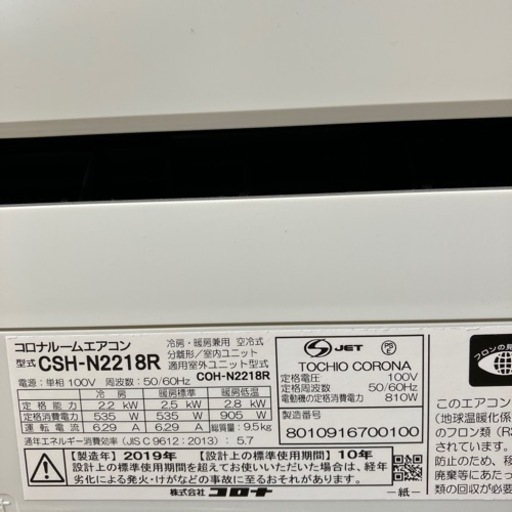 コロナルームエアコン
型式 CSH-N2218R
冷房・暖房兼用 空冷式
分離形/室内ユニット
適用室外ユニット型式
COH-N2218R
電源:単相 100V 周波数:50/60Hz
冷房 暖房標準 暖房低温
定格能力 2.2 kW 2.5 kW 2.8 kW
定格消費電力 535 W 535 W 905 W
運転電流 6.29 A 6.29 A 総質量:9.5kg
通年エネルギー消費効率(JIS C 9612:2013):5.7
S JET PS E
TOCHIO CORONA
定格電圧 100V
定格周波数 50/60Hz
電動機の定格消費電力 810W
製造番号
8010916700100
【製造年】2019年 【設計上の標準使用期間】10年
設計上の標準使用期間を超えてお使いいただいた場合は、経年
劣化による発火・けがなどの事故に至るおそれがあります。
株式会社 コロナ
-紙-
フロンの見
このエアコン
(地球温暖化係
のフロン類(R
されています。
防止のため、移
廃棄等にあた
類の回収が必要